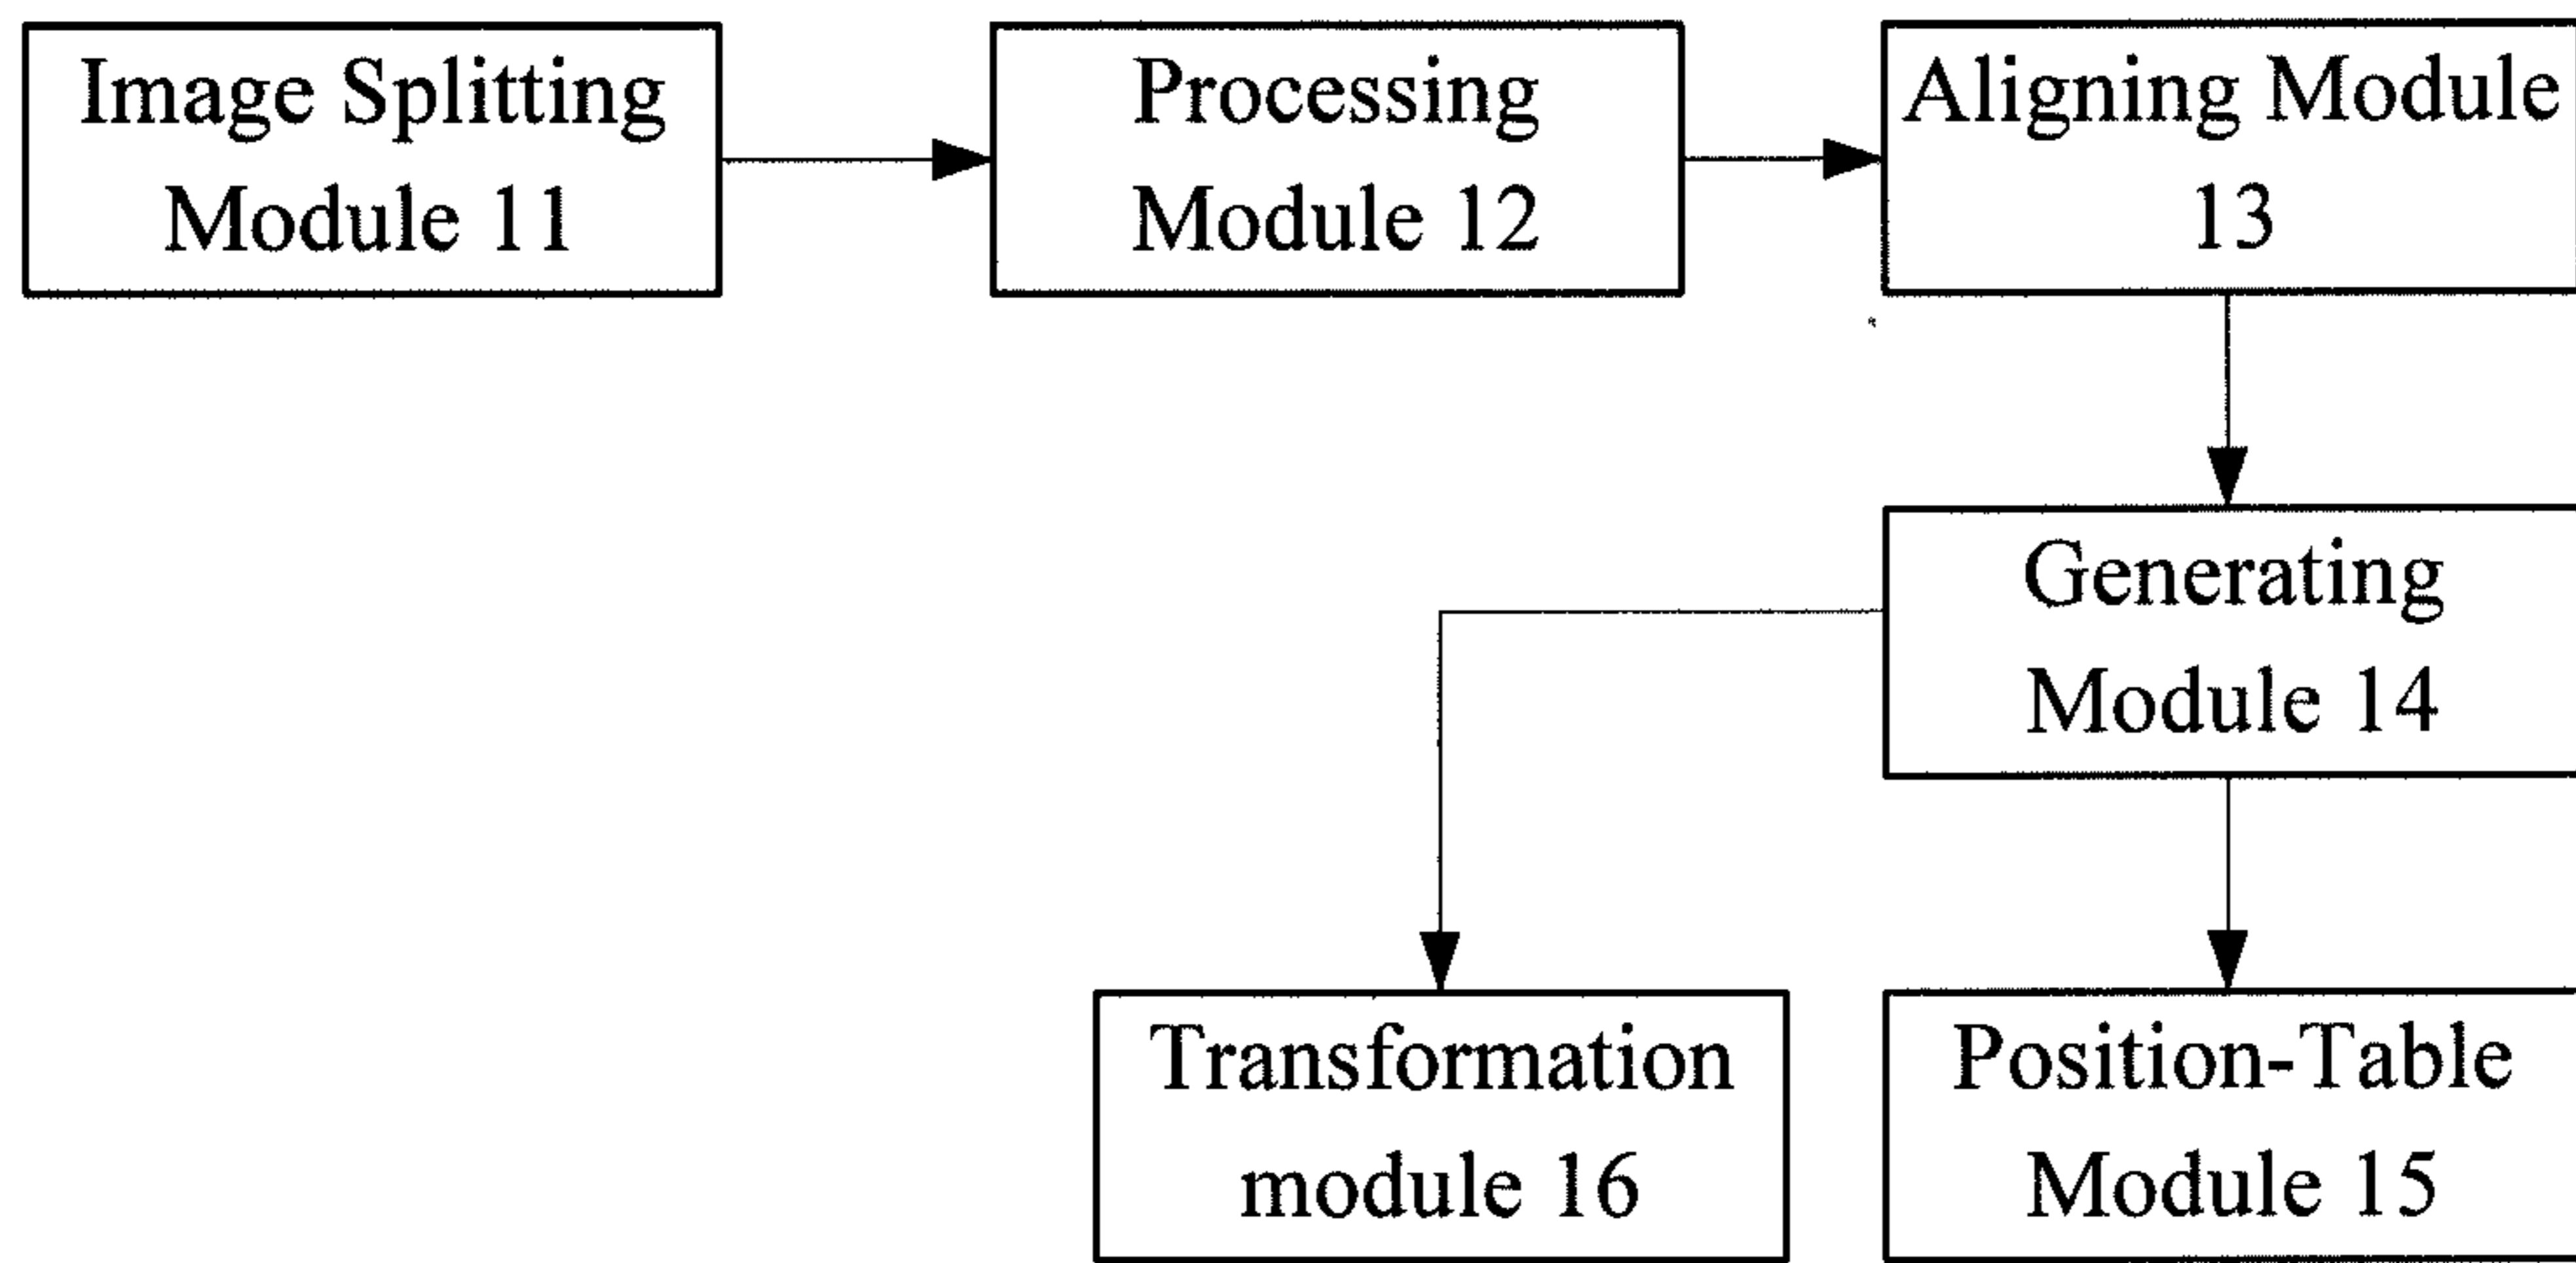 Image Splitting
Module 11
Processing
Module 12
Aligning Module
13
Generating
Module 14
Transformation
module 16
Position-Table
Module 15